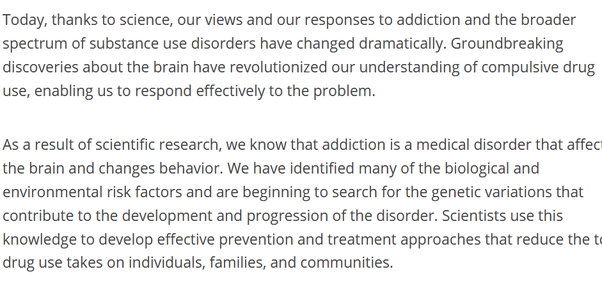 Today, thanks to science, our views and our responses to addiction and the broader
spectrum of substance use disorders have changed dramatically. Groundbreaking
discoveries about the brain have revolutionized our understanding of compulsive drug
use, enabling us to respond effectively to the problem.
As a result of scientific research, we know that addiction is a medical disorder that
the brain and changes behavior. We have identified many of the biological and
environmental risk factors and are beginning to search for the genetic variations that
contribute to the development and progression of the disorder. Scientists use this
knowledge to develop effective prevention and treatment approaches that reduce the
drug use takes on individuals, families, and communities.